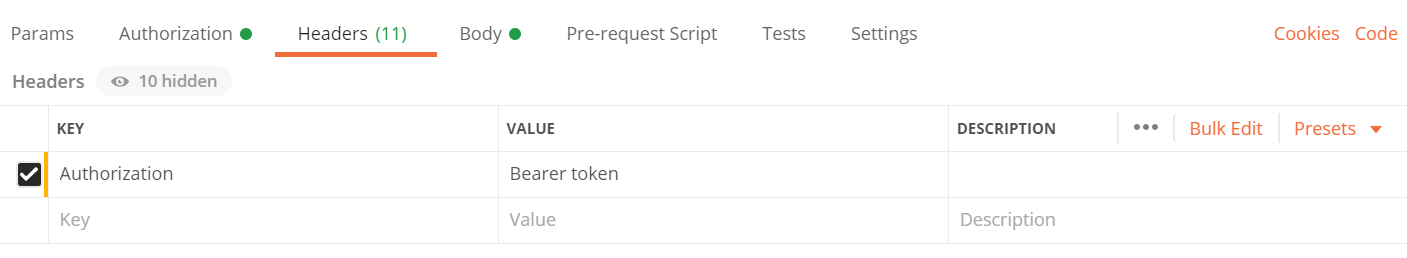 Params Authorization Headers (11) Body Pre-request Script Tests Settings Cookies Code
Headers 10 hidden
KEY VALUE DESCRIPTION ••• Bulk Edit Presets
Authorization Bearer token
Key Value Description